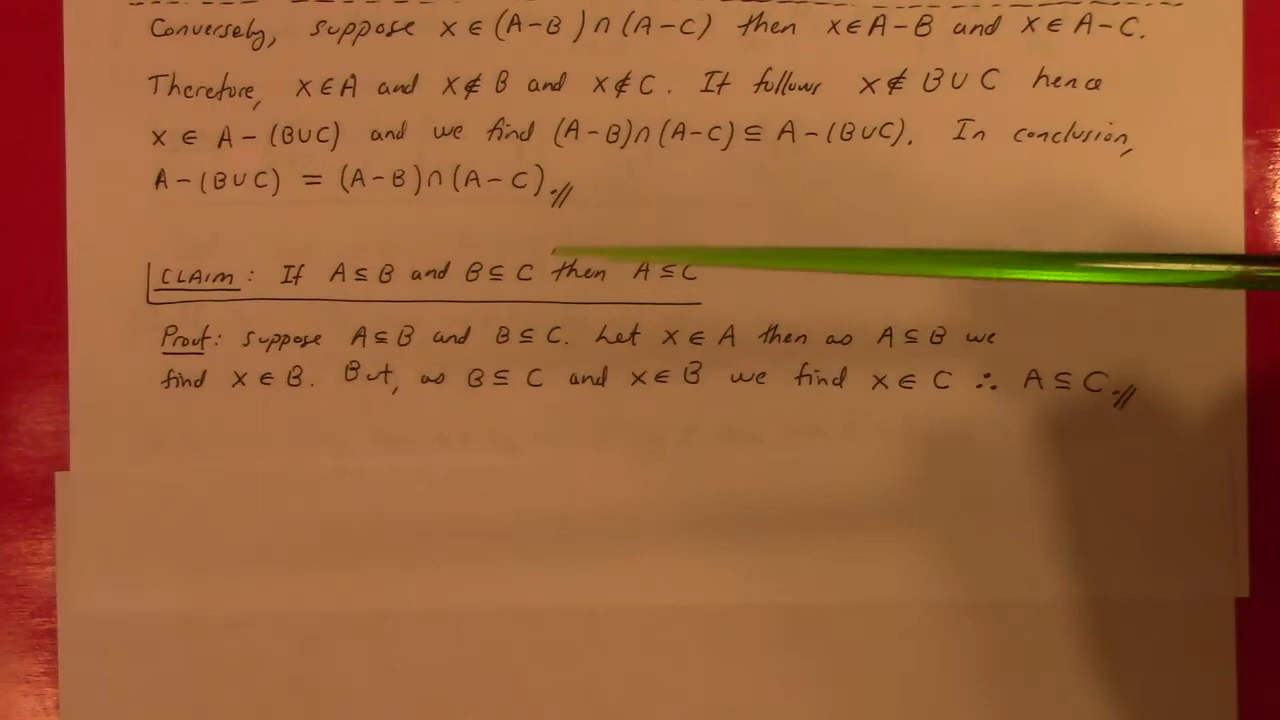 Conversely, suppose x ∈ (A-B) ∩ (A-C) then x ∈ A-B and x ∈ A-C.
Therefore, x ∈ A and x ∉ B and x ∉ C. It follows x ∉ B ∪ C hence
x ∈ A - (B∪C) and we find (A-B) ∩ (A-C) ⊆ A - (B∪C). In conclusion,
A - (B∪C) = (A-B) ∩ (A-C).//
CLAIM: If A ⊆ B and B ⊆ C then A ⊆ C
Proof: suppose A ⊆ B and B ⊆ C. Let x ∈ A then as A ⊆ B we
find x ∈ B. But, as B ⊆ C and x ∈ B we find x ∈ C ∴ A ⊆ C.//